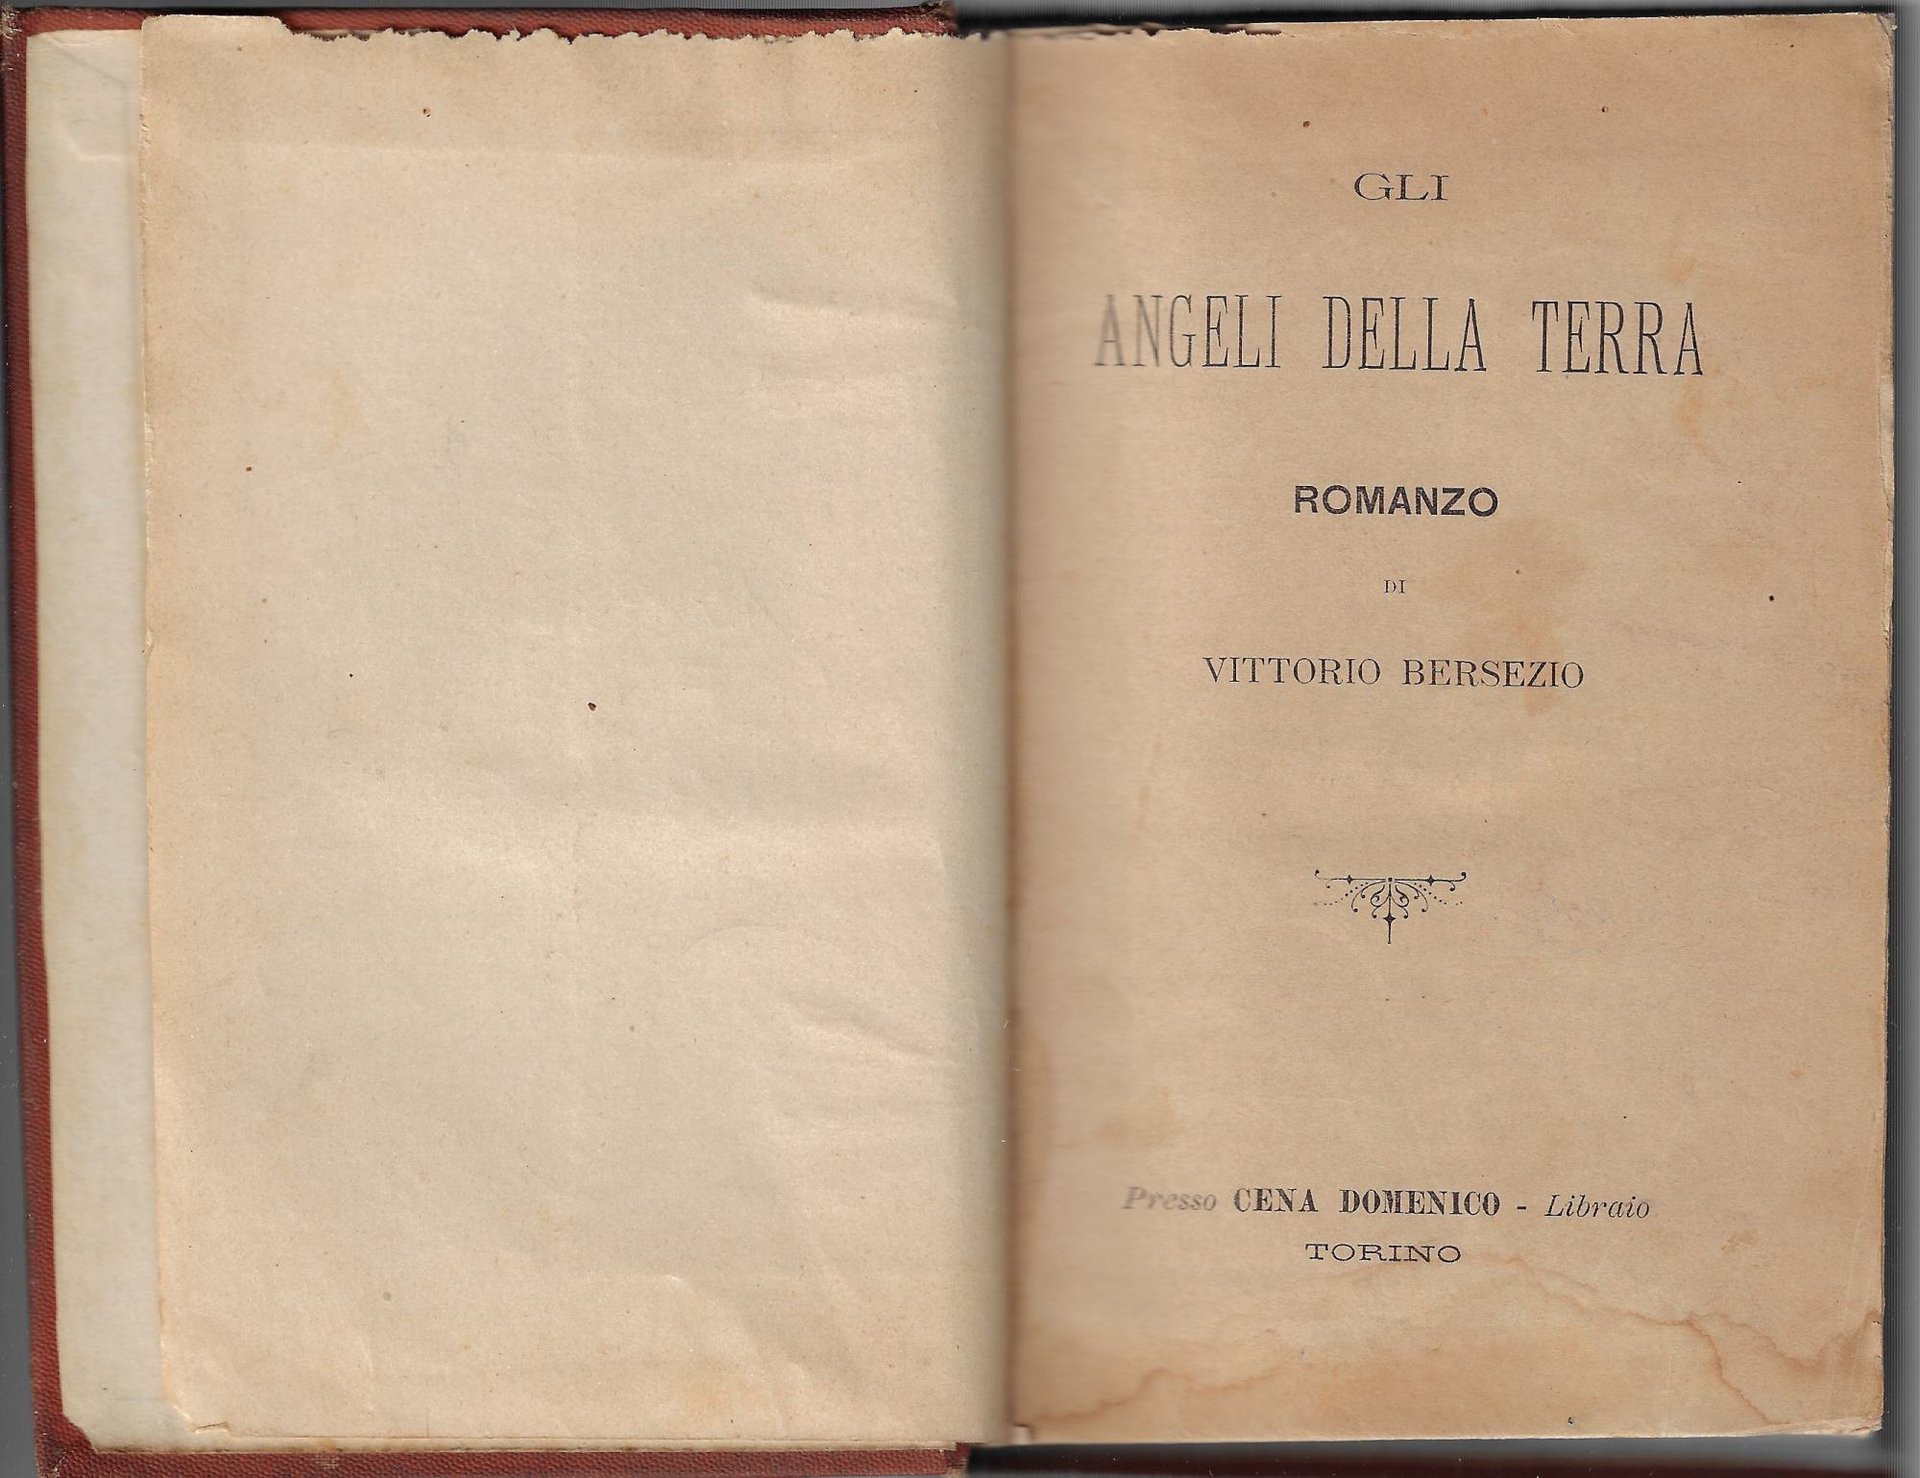 GLI
ANGELI DELLA TERRA
ROMANZO
DI
VITTORIO BERSEZIO
Presso CENA DOMENICO - Libraio
TORINO